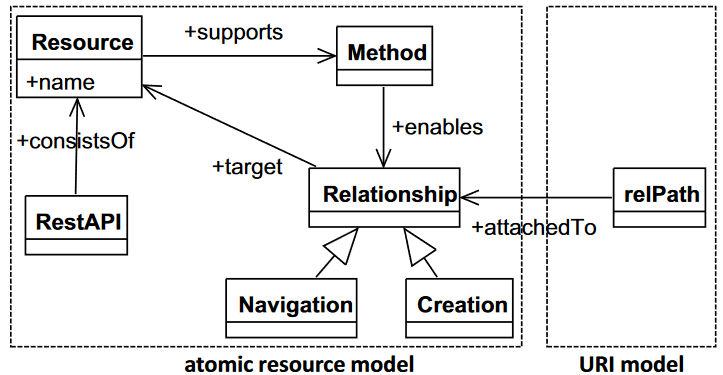 Resource
+supports
Method
+name
+consistsOf
+enables
+target
Relationship
relPath
RestAPI
+attachedTo
Navigation
Creation
atomic resource model
URI model